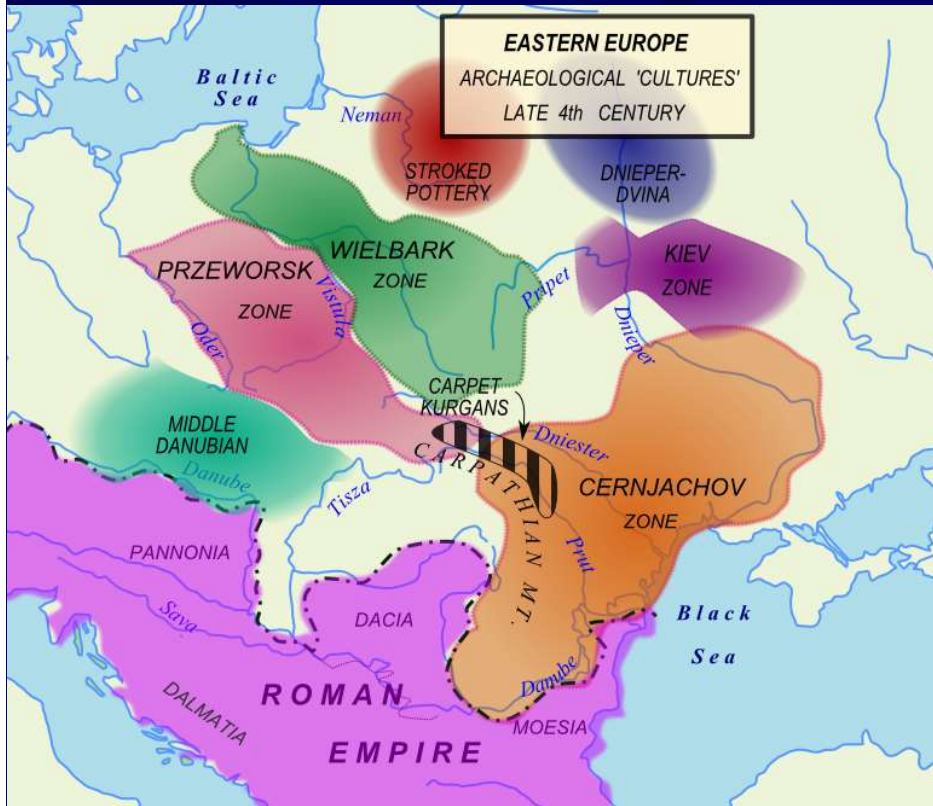 EASTERN EUROPE
ARCHAEOLOGICAL 'CULTURES'
LATE 4th CENTURY
Baltic
Sea
Neman
STROKED
POTTERY
DNIEPER-
DVINA
WIELBARK
ZONE
KIEV
ZONE
PRZEWORSK
ZONE
Vistula
Pripet
Oder
Dnieper
CARPET
KURGANS
MIDDLE
DANUBIAN
Danube
Tisza
Dniester
CARPATHIAN MT.
CERNJACHOV
ZONE
PANNONIA
Prut
Sava
DACIA
Black
Sea
ROMAN
Danube
DALMATIA
MOESIA
EMPIRE